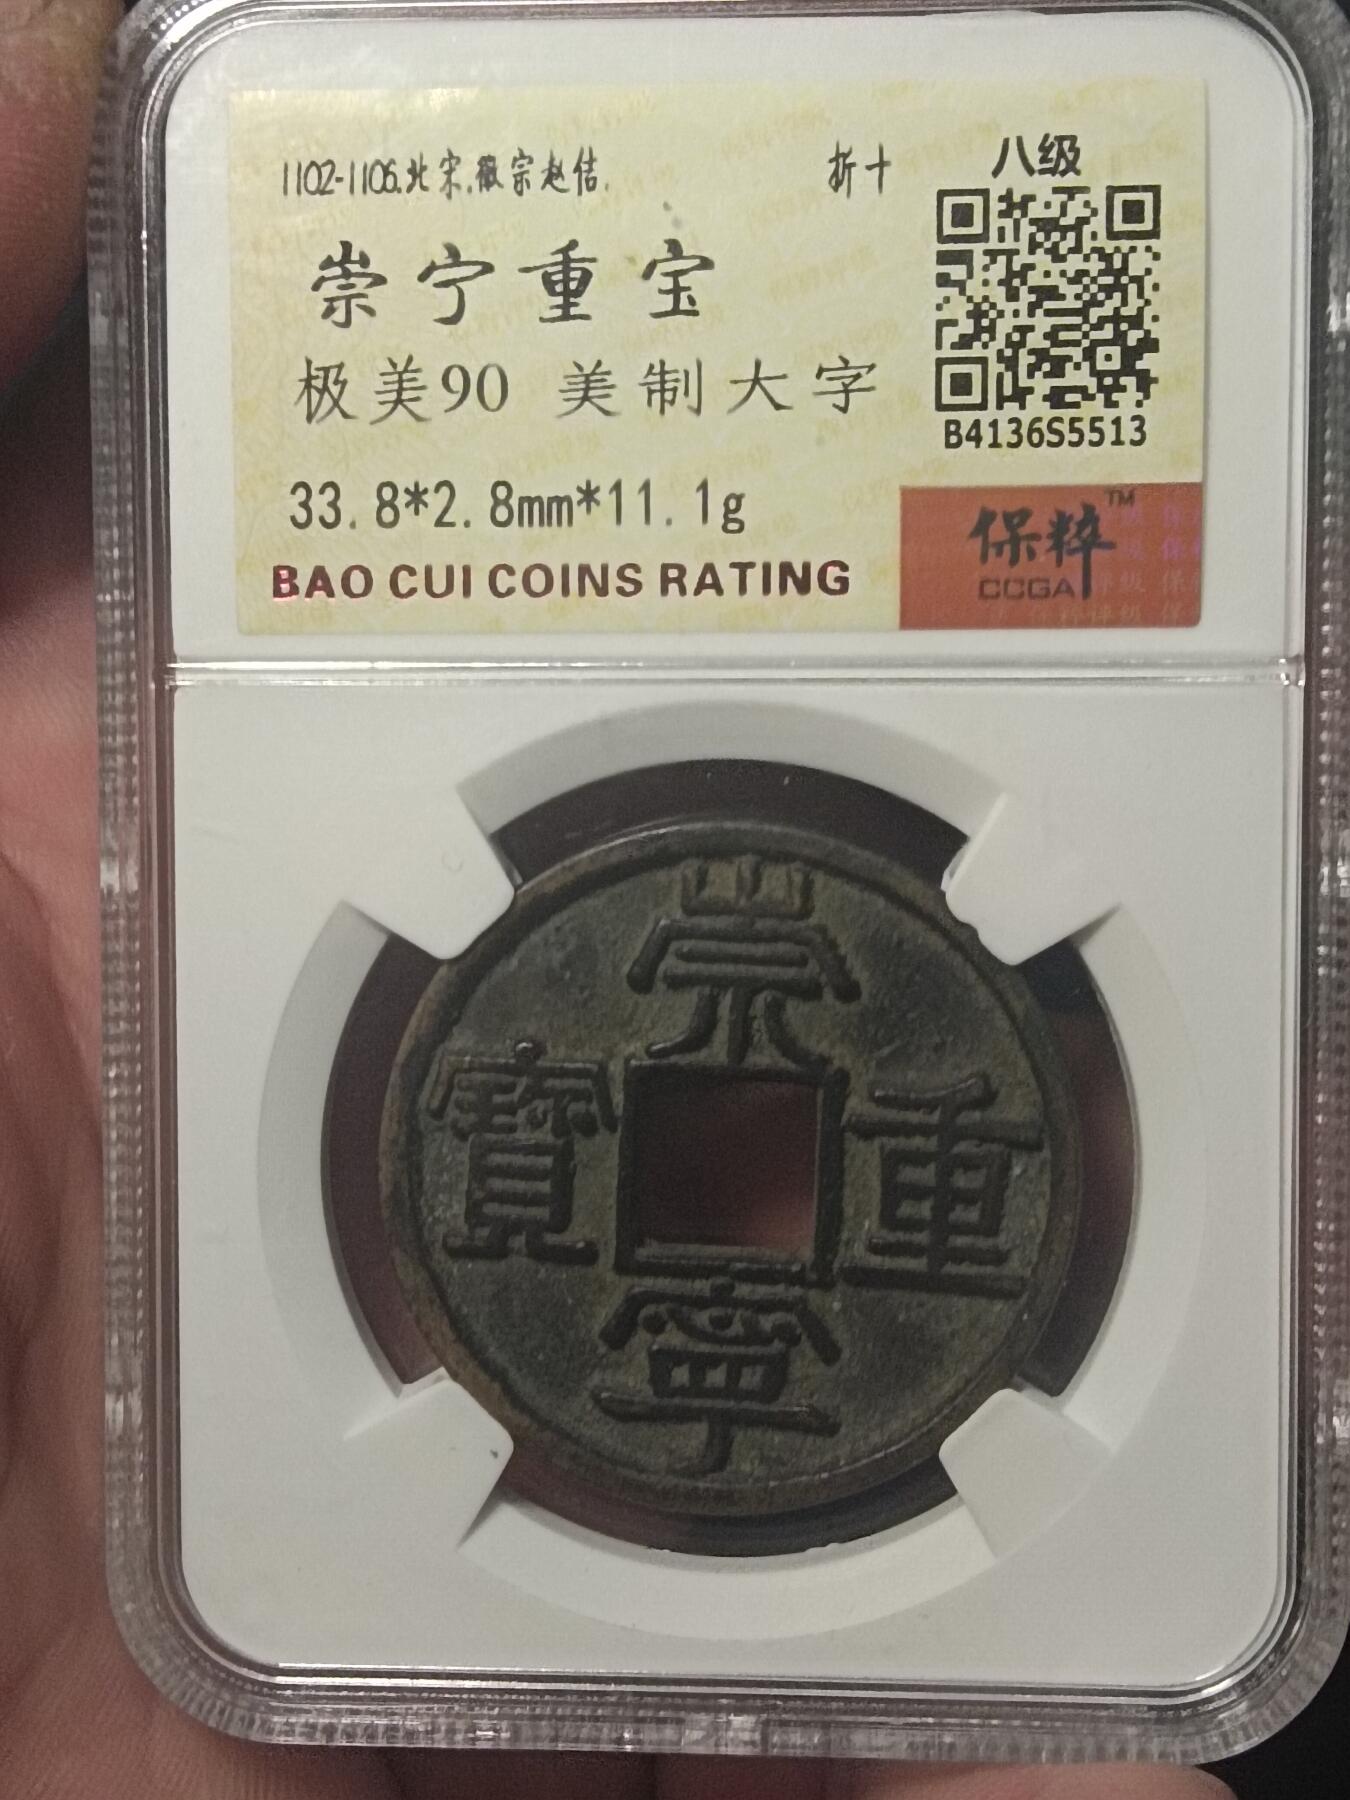 1102-1106.北宋.徽宗赵佶. 折十
八级
崇宁重宝
极美90 美制大字
B4136S5513
33.8*2.8mm*11.1g
BAO CUI COINS RATING
保粹™
CCGA
崇
寶 重
寧